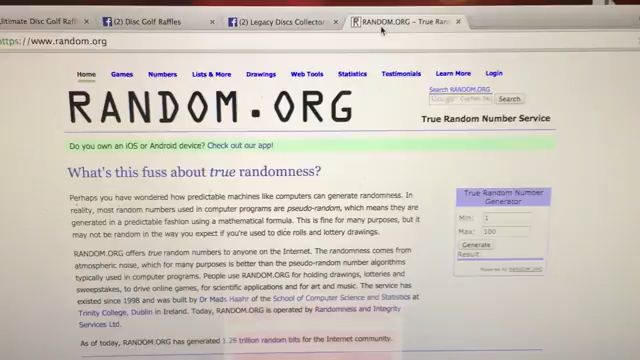 Ultimate Disc Golf Raffl
(2) Disc Golf Raffles
(2) Legacy Discs Collector
RANDOM.ORG - True Ran
https://www.random.org
Home Games Numbers Lists & More Drawings Web Tools Statistics Testimonials Learn More Login
RANDOM.ORG
Search RANDOM.ORG
Search
True Random Number Service
Do you own an iOS or Android device? Check out our app!
What's this fuss about true randomness?
Perhaps you have wondered how predictable machines like computers can generate randomness. In
reality, most random numbers used in computer programs are pseudo-random, which means they are
generated in a predictable fashion using a mathematical formula. This is fine for many purposes, but it
may not be random in the way you expect if you're used to dice rolls and lottery drawings.
RANDOM.ORG offers true random numbers to anyone on the Internet. The randomness comes from
atmospheric noise, which for many purposes is better than the pseudo-random number algorithms
typically used in computer programs. People use RANDOM.ORG for holding drawings, lotteries and
sweepstakes, to drive online games, for scientific applications and for art and music. The service has
existed since 1998 and was built by Dr Mads Haahr of the School of Computer Science and Statistics at
Trinity College, Dublin in Ireland. Today, RANDOM.ORG is operated by Randomness and Integrity
Services Ltd.
As of today, RANDOM.ORG has generated 1.26 trillion random bits for the Internet community.
True Random Number
Generator
Min: 1
Max: 100
Generate
Result:
Powered by RANDOM.ORG